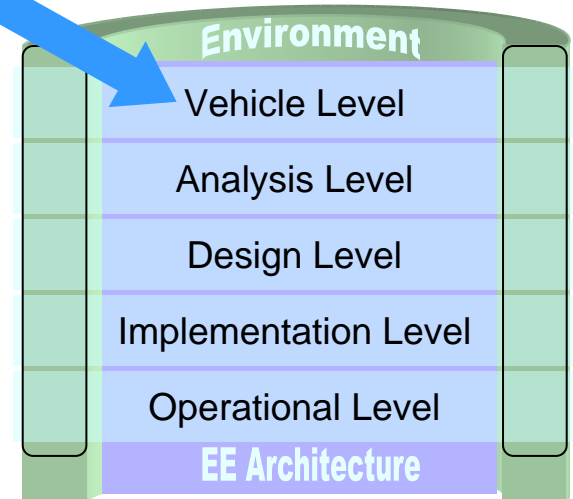 Environment
Vehicle Level
Analysis Level
Design Level
Implementation Level
Operational Level
EE Architecture